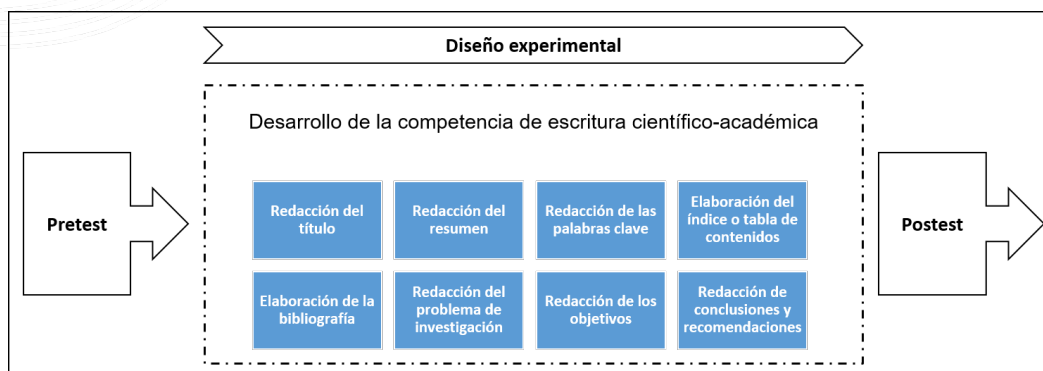 Diseño experimental
Desarrollo de la competencia de escritura científico-académica
Pretest
Redacción del
título
Redacción del
resumen
Redacción de las
palabras clave
Elaboración del
índice o tabla de
contenidos
Elaboración de la
bibliografía
Redacción del
problema de
investigación
Redacción de los
objetivos
Redacción de
conclusiones y
recomendaciones
Postest